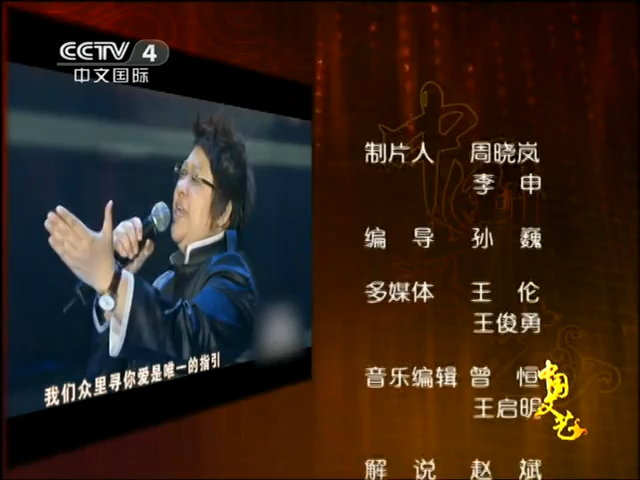 CCTV 4
中文国际
制片人 周晓岚
李 申
编 导 孙 巍
多媒体 王 伦
王俊勇
音乐编辑 曾 恒
王启明
解 说 赵 斌
我们众里寻你爱是唯一的指引
中国文艺